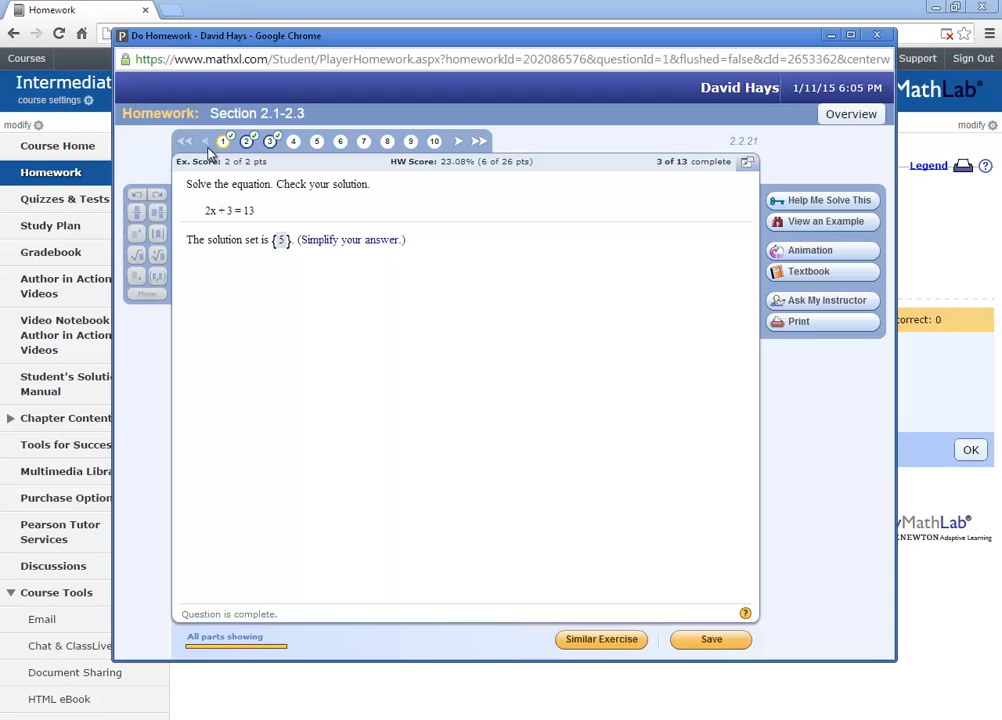 Homework
Do Homework - David Hays - Google Chrome
https://www.mathxl.com/Student/PlayerHomework.aspx?homeworkId=202086576&questionId=1&flushed=false&cId=2653362&centerw
Courses
Support
Sign Out
Intermediat
course settings
David Hays
1/11/15 6:05 PM
MathLab®
Homework: Section 2.1-2.3
Overview
modify
modify
1 2 3 4 5 6 7 8 9 10
2.2.21
Ex. Score: 2 of 2 pts
HW Score: 23.08% (6 of 26 pts)
3 of 13 complete
Legend
Solve the equation. Check your solution.
2x + 3 = 13
The solution set is {5}. (Simplify your answer.)
More
Help Me Solve This
View an Example
Animation
Textbook
Ask My Instructor
Print
Course Home
Homework
Quizzes & Tests
Study Plan
Gradebook
Author in Action
Videos
Video Notebook
Author in Action
Videos
Student's Soluti
Manual
Chapter Content
Tools for Succes
Multimedia Libra
Purchase Option
Pearson Tutor
Services
Discussions
Course Tools
Email
Chat & ClassLive
Document Sharing
HTML eBook
orrect: 0
OK
yMathLab®
KNEWTON Adaptive Learning
Question is complete.
?
All parts showing
Similar Exercise
Save